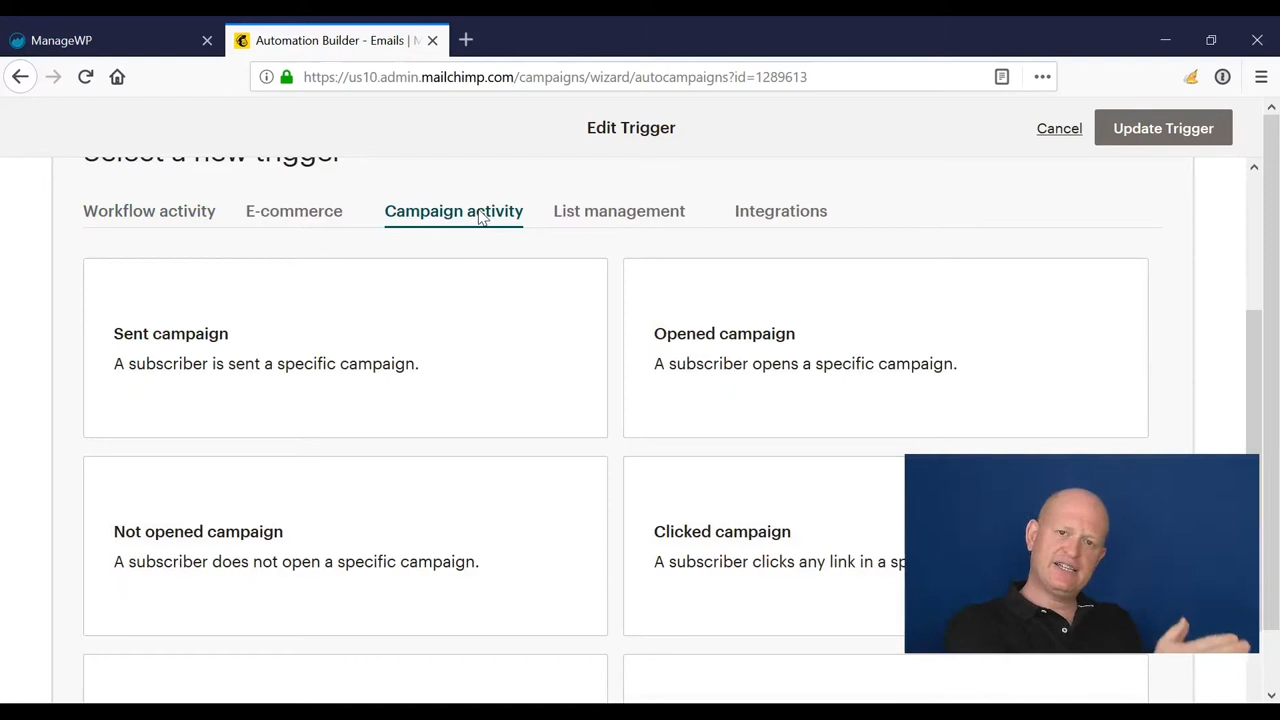 ManageWP
Automation Builder - Emails | M
https://us10.admin.mailchimp.com/campaigns/wizard/autocampaigns?id=1289613
Edit Trigger
Cancel
Update Trigger
Select a new trigger
Workflow activity
E-commerce
Campaign activity
List management
Integrations
Sent campaign
A subscriber is sent a specific campaign.
Opened campaign
A subscriber opens a specific campaign.
Not opened campaign
A subscriber does not open a specific campaign.
Clicked campaign
A subscriber clicks any link in a sp